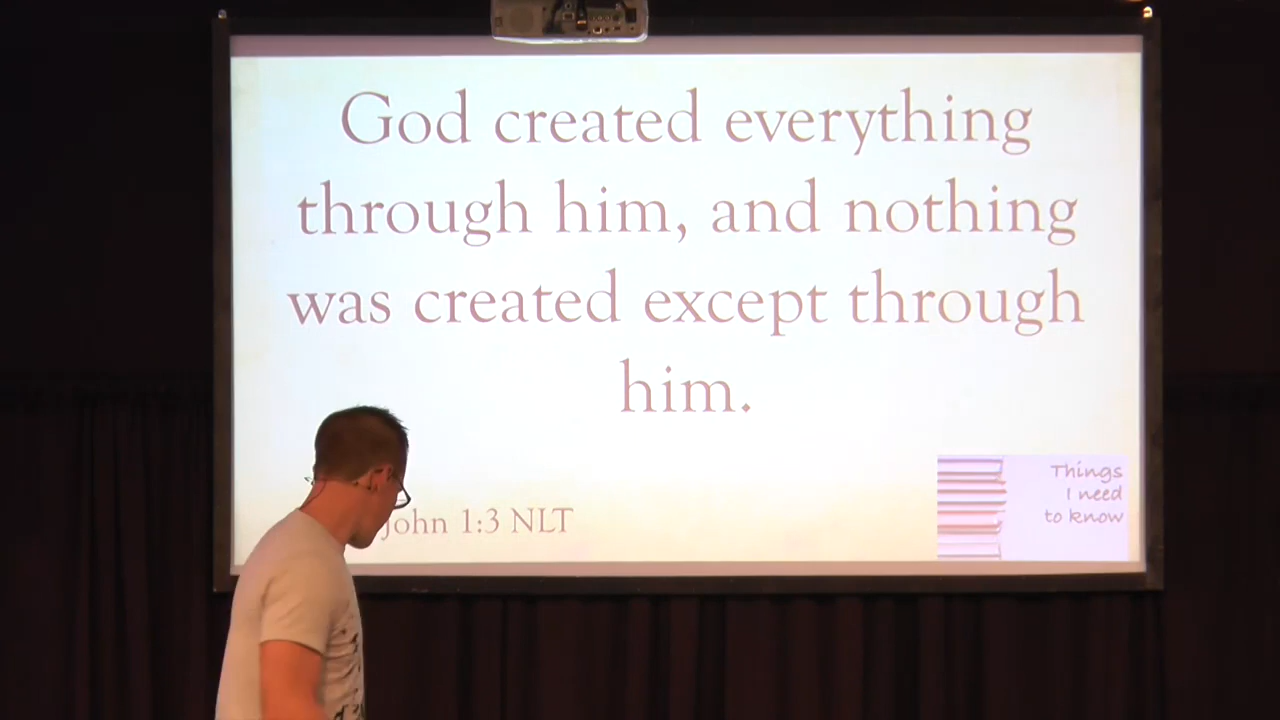 God created everything
through him, and nothing
was created except through
him.
John 1:3 NLT
Things
I need
to know